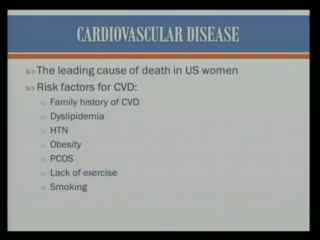 CARDIOVASCULAR DISEASE
The leading cause of death in US women
Risk factors for CVD:
Family history of CVD
Dyslipidemia
HTN
Obesity
PCOS
Lack of exercise
Smoking